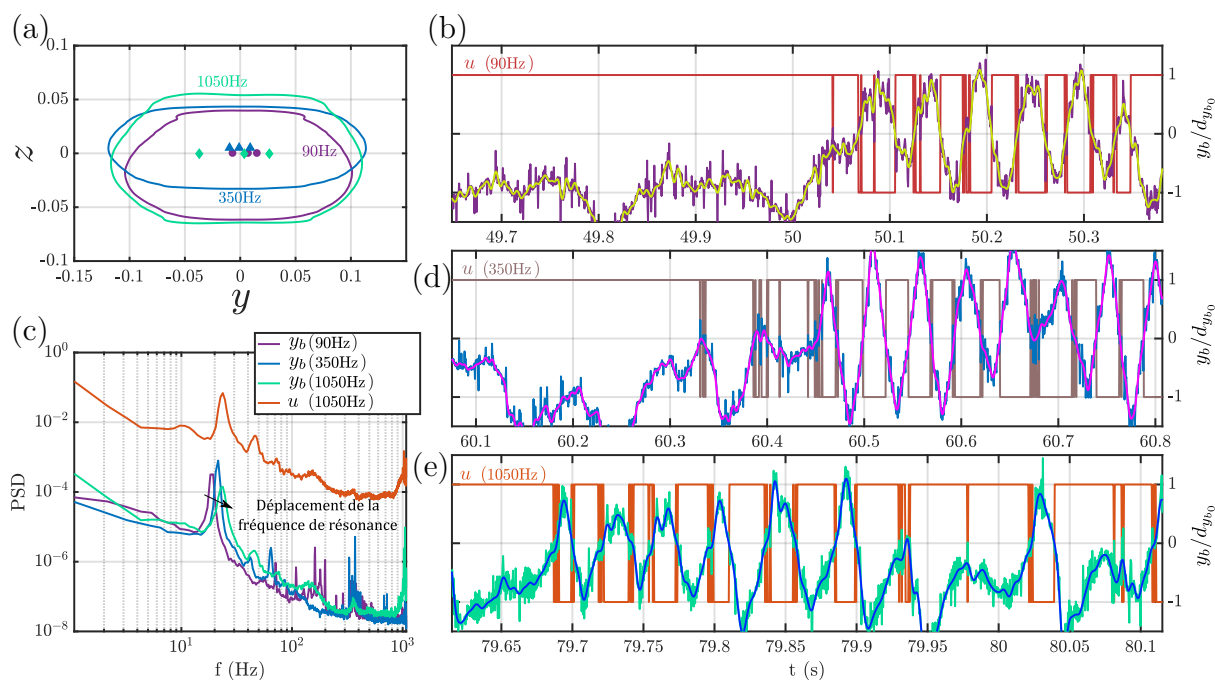 (a)
0.1
0.05
0
-0.05
-0.1
z
1050Hz
90Hz
350Hz
-0.15
-0.1
-0.05
0
0.05
0.1
0.15
y
(b)
u (90Hz)
1
0
-1
y_b/d_{y_{b_0}}
49.7
49.8
49.9
50
50.1
50.2
50.3
(c)
10^0
10^{-2}
10^{-4}
10^{-6}
10^{-8}
PSD
y_b(90Hz)
y_b(350Hz)
y_b(1050Hz)
u (1050Hz)
Déplacement de la
fréquence de résonance
10^1
10^2
10^3
f (Hz)
(d)
u (350Hz)
1
0
-1
y_b/d_{y_{b_0}}
60.1
60.2
60.3
60.4
60.5
60.6
60.7
60.8
(e)
u (1050Hz)
1
0
-1
y_b/d_{y_{b_0}}
79.65
79.7
79.75
79.8
79.85
79.9
79.95
80
80.05
80.11
t (s)